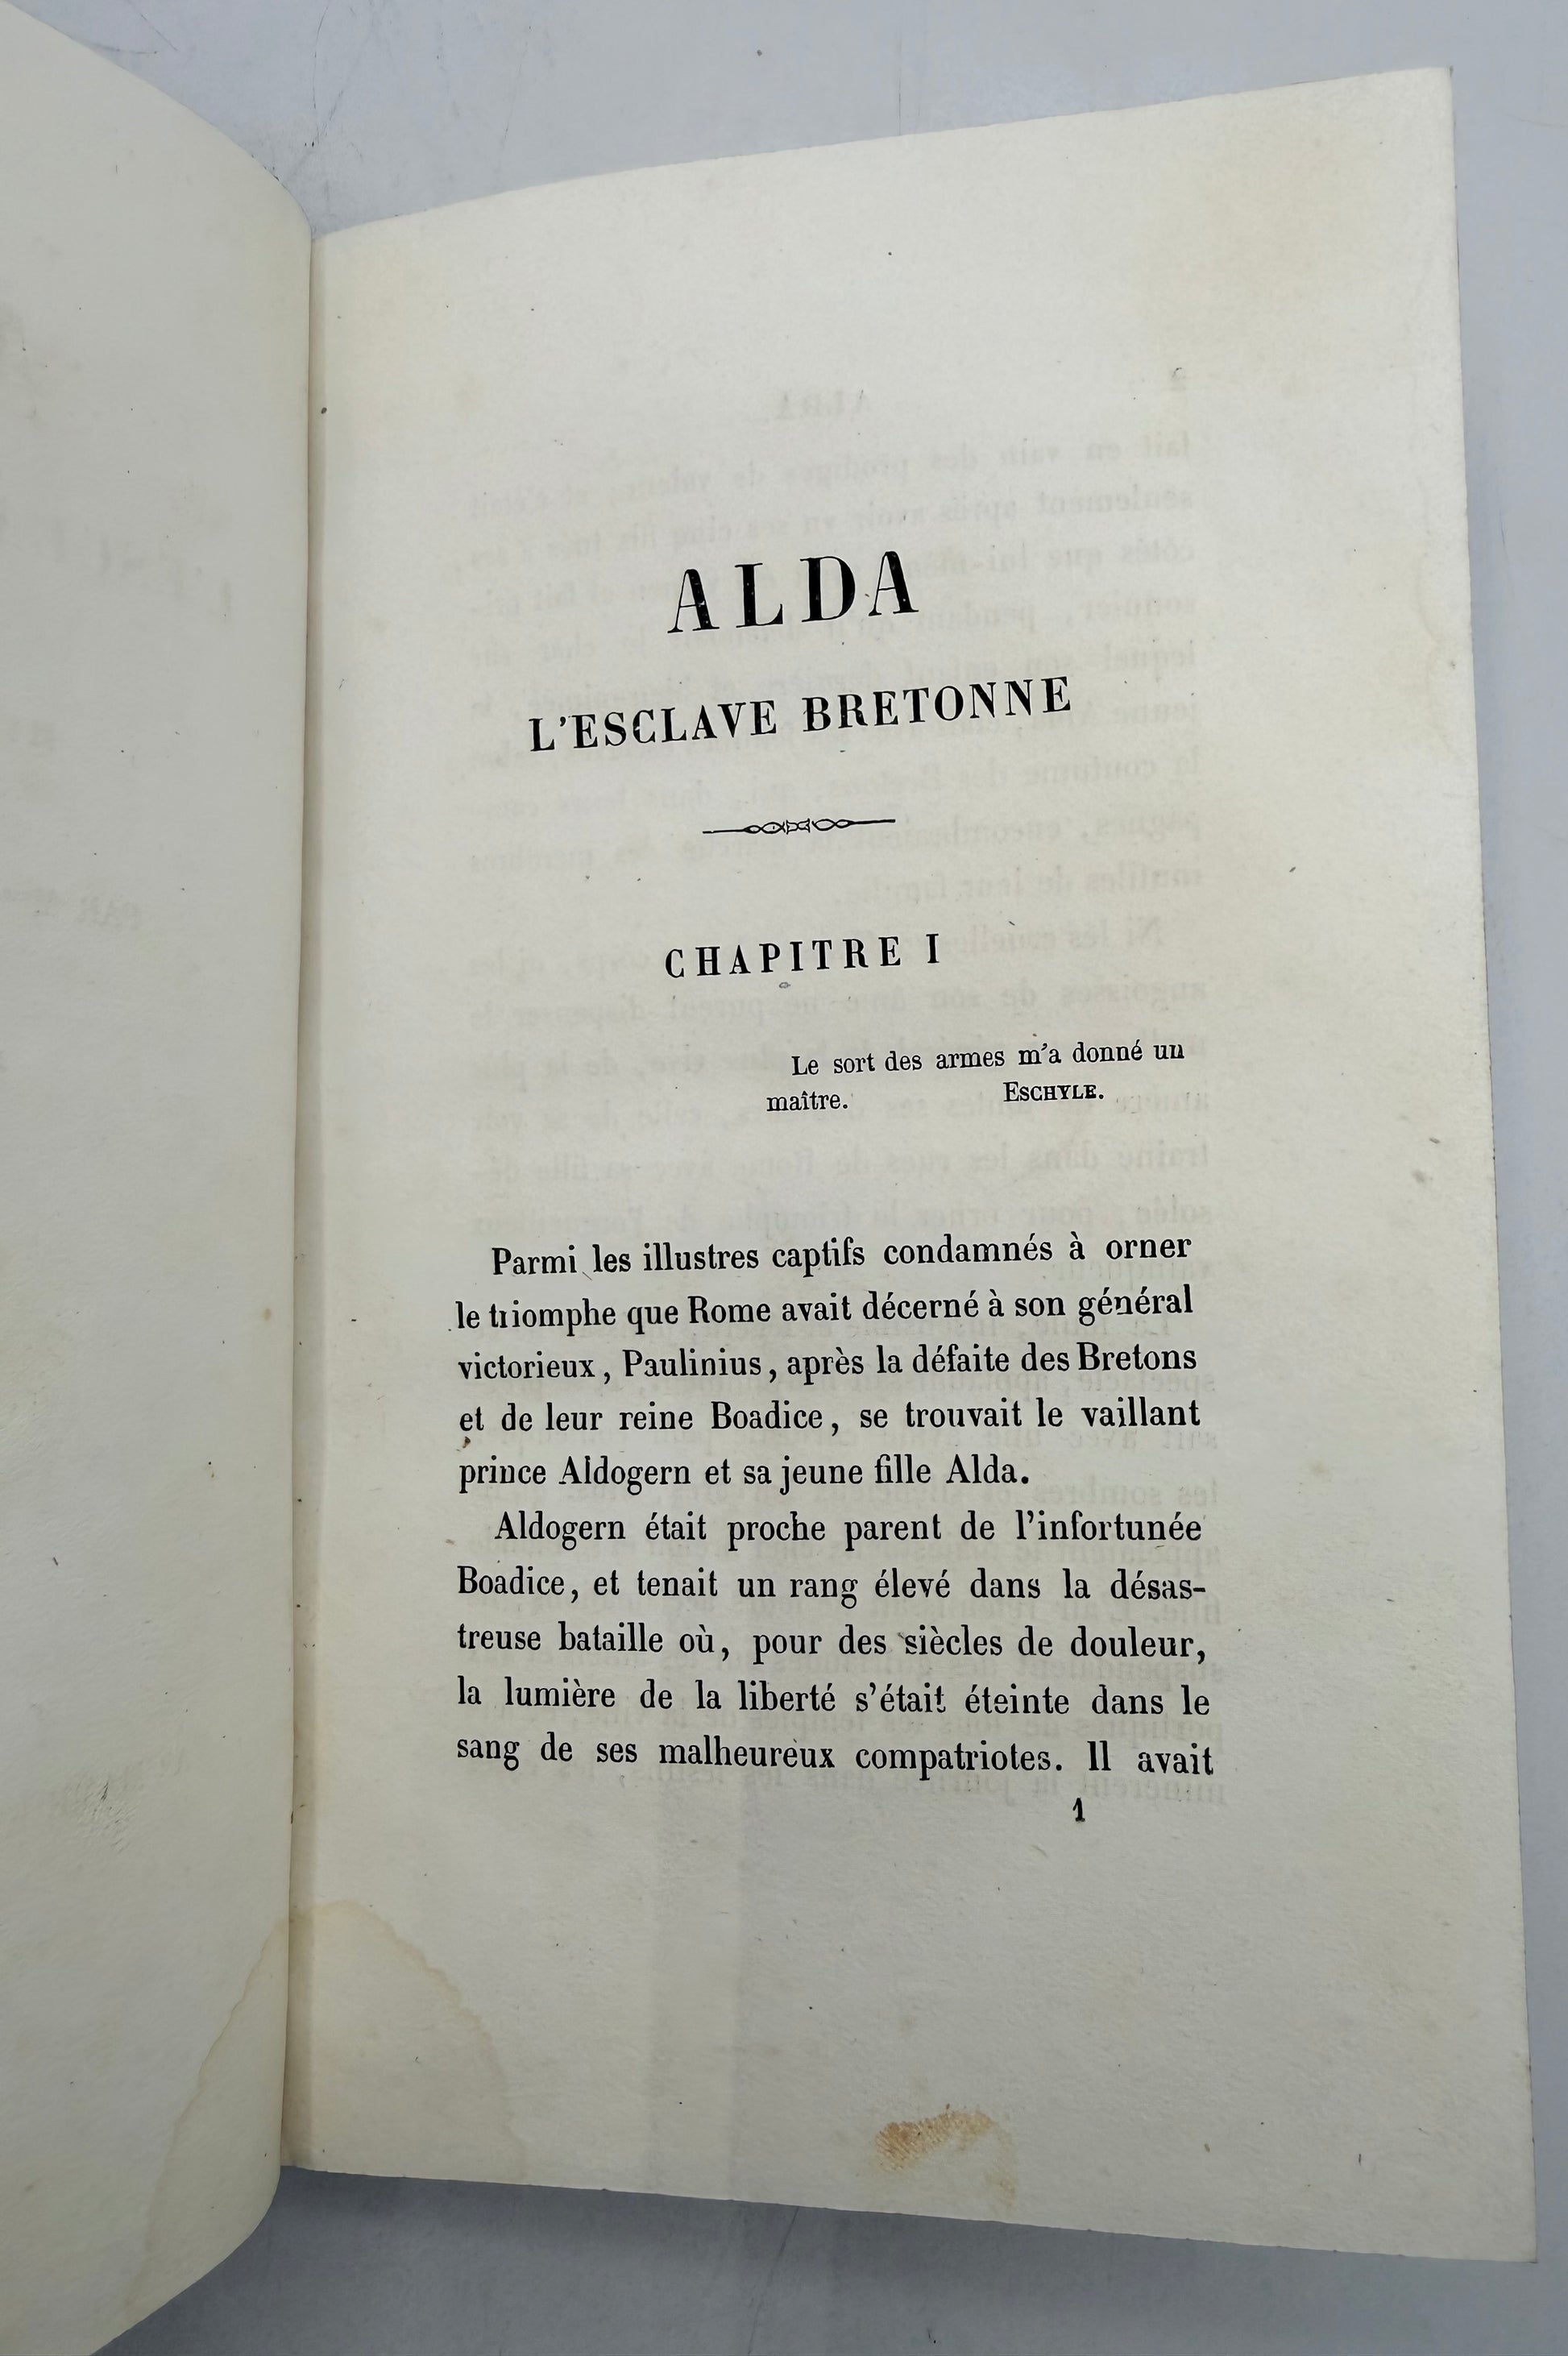 ALDA
L'ESCLAVE BRETONNE
CHAPITRE I
Le sort des armes m'a donné un
maître. ESCHYLE.
Parmi les illustres captifs condamnés à orner
le triomphe que Rome avait décerné à son général
victorieux, Paulinius, après la défaite des Bretons
et de leur reine Boadice, se trouvait le vaillant
prince Aldogern et sa jeune fille Alda.
Aldogern était proche parent de l'infortunée
Boadice, et tenait un rang élevé dans la désas-
treuse bataille où, pour des siècles de douleur,
la lumière de la liberté s'était éteinte dans le
sang de ses malheureux compatriotes. Il avait
1